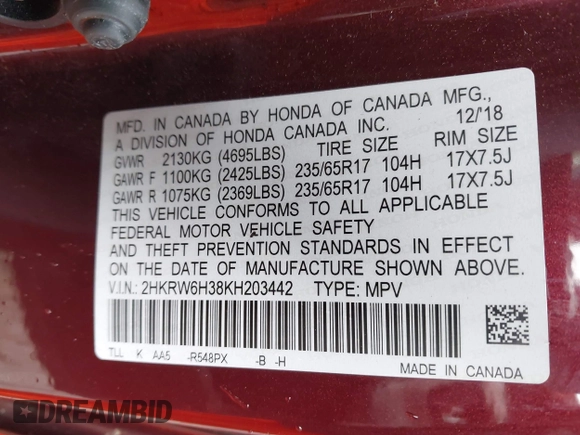 MFD. IN CANADA BY HONDA OF CANADA MFG.,
A DIVISION OF HONDA CANADA INC. 12/'18
GVWR 2130KG (4695LBS) TIRE SIZE RIM SIZE
GAWR F 1100KG (2425LBS) 235/65R17 104H 17X7.5J
GAWR R 1075KG (2369LBS) 235/65R17 104H 17X7.5J
THIS VEHICLE CONFORMS TO ALL APPLICABLE
FEDERAL MOTOR VEHICLE SAFETY
AND THEFT PREVENTION STANDARDS IN EFFECT
ON THE DATE OF MANUFACTURE SHOWN ABOVE.
V.I.N.: 2HKRW6H38KH203442 TYPE: MPV
TLL K AA5 -R548PX -B -H
MADE IN CANADA
DREAMBID